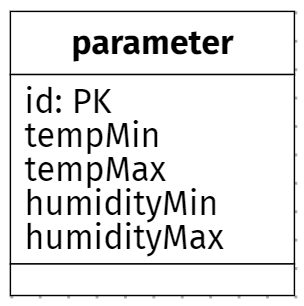 parameter
id: PK
tempMin
tempMax
humidityMin
humidityMax